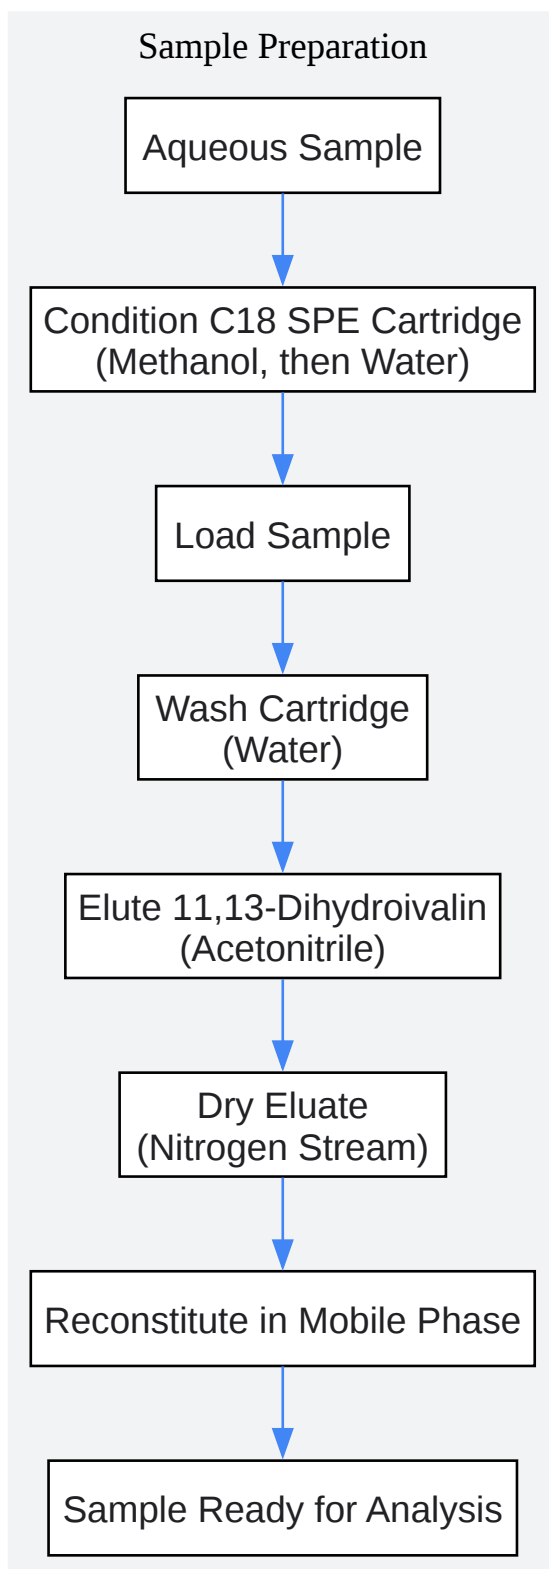 Sample Preparation
Aqueous Sample
Condition C18 SPE Cartridge
(Methanol, then Water)
Load Sample
Wash Cartridge
(Water)
Elute 11,13-Dihydroivalin
(Acetonitrile)
Dry Eluate
(Nitrogen Stream)
Reconstitute in Mobile Phase
Sample Ready for Analysis